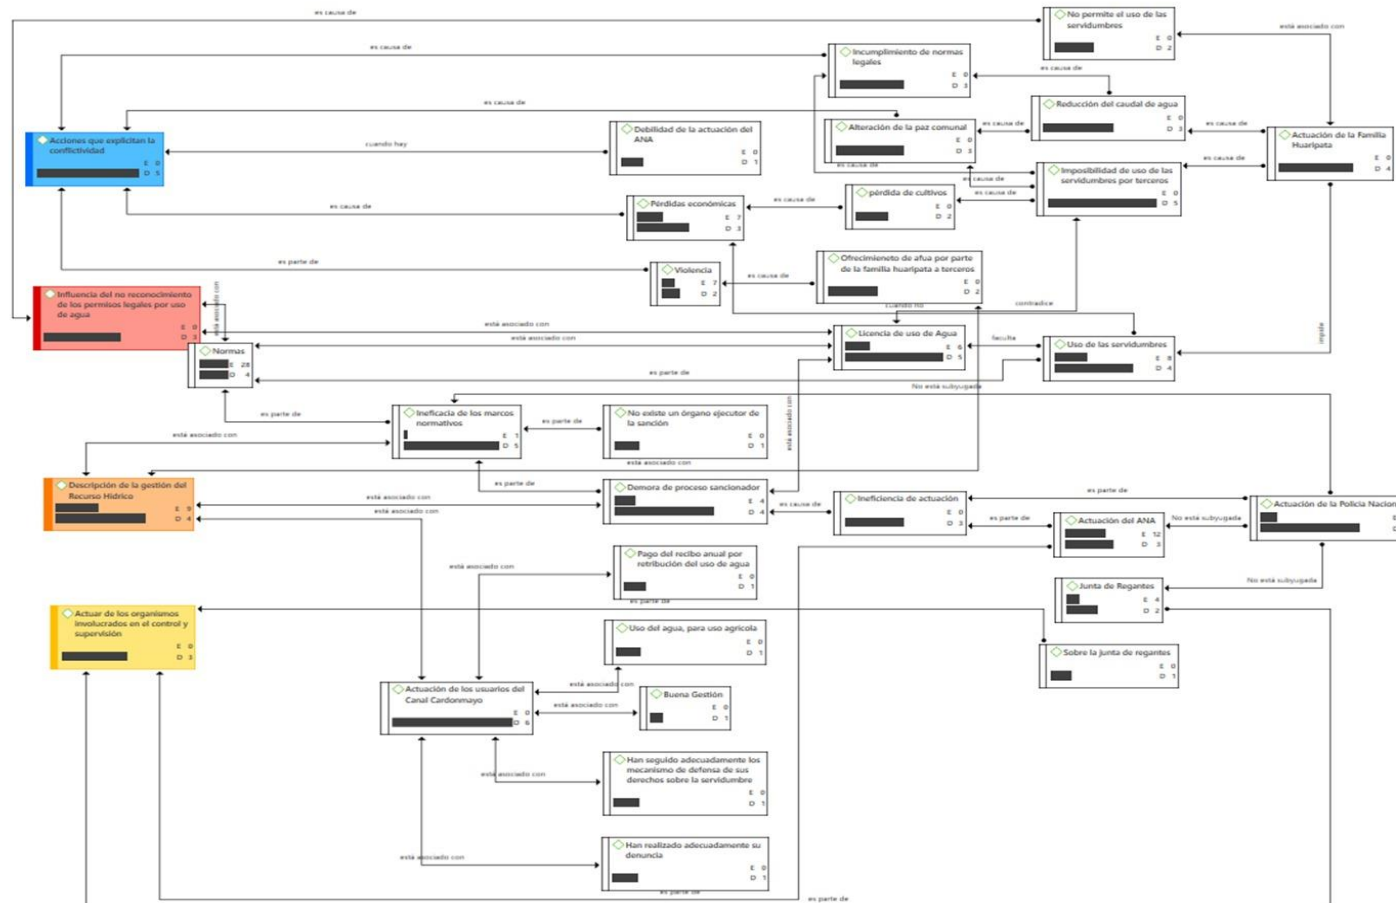 es causa de
No permite el uso de las
servidumbres
E 0
D 2
está asociado con
es causa de
Incumplimiento de normas
legales
E 0
D 3
es causa de
es causa de
Reducción del caudal de agua
E 0
D 3
es causa de
es causa de
Alteración de la paz comunal
E 0
D 3
Actuación de la Familia
Huaripata
E 0
D 4
Acciones que explicitan la
conflictividad
E 0
D 5
cuando hay
Debilidad de la actuación del
ANA
E 0
D 1
es causa de
es causa de
es causa de
Imposibilidad de uso de las
servidumbres por terceros
E 0
D 5
es causa de
es causa de
Pérdidas económicas
E 7
D 3
es causa de
pérdida de cultivos
E 0
D 2
es causa de
es parte de
Violencia
E 7
D 2
es causa de
Ofrecimieneto de afua por parte
de la familia huaripata a terceros
E 0
D 2
cuando no
contradice
impide
Influencia del no reconocimiento
de los permisos legales por uso
de agua
E 0
D 3
está asociado con
está asociado con
está asociado con
Licencia de uso de Agua
E 6
D 5
faculta
Uso de las servidumbres
E 8
D 4
Normas
E 28
D 4
es parte de
No está subyugada
es parte de
Ineficacia de los marcos
normativos
E 1
D 5
es parte de
No existe un órgano ejecutor de
la sanción
E 0
D 1
está asociado con
está asociado con
está asociado con
Descripción de la gestión del
Recurso Hídrico
E 9
D 4
es parte de
está asociado con
está asociado con
Demora de proceso sancionador
E 4
D 4
es causa de
Ineficiencia de actuación
E 0
D 3
es parte de
es parte de
Actuación del ANA
E 12
D 3
No está subyugada
Actuación de la Policia Nacion
No está subyugada
Junta de Regantes
E 4
D 2
está asociado con
Pago del recibo anual por
retribución del uso de agua
E 0
D 1
es parte de
Actuar de los organismos
involucrados en el control y
supervisión
E 0
D 3
Uso del agua, para uso agricola
E 0
D 1
Sobre la junta de regantes
E 0
D 1
Actuación de los usuarios del
Canal Cardonmayo
E 0
D 6
está asociado con
está asociado con
Buena Gestión
E 0
D 1
está asociado con
Han seguido adecuadamente los
mecanismo de defensa de sus
derechos sobre la servidumbre
E 0
D 1
está asociado con
Han realizado adecuadamente su
denuncia
E 0
D 1
es parte de
es parte de